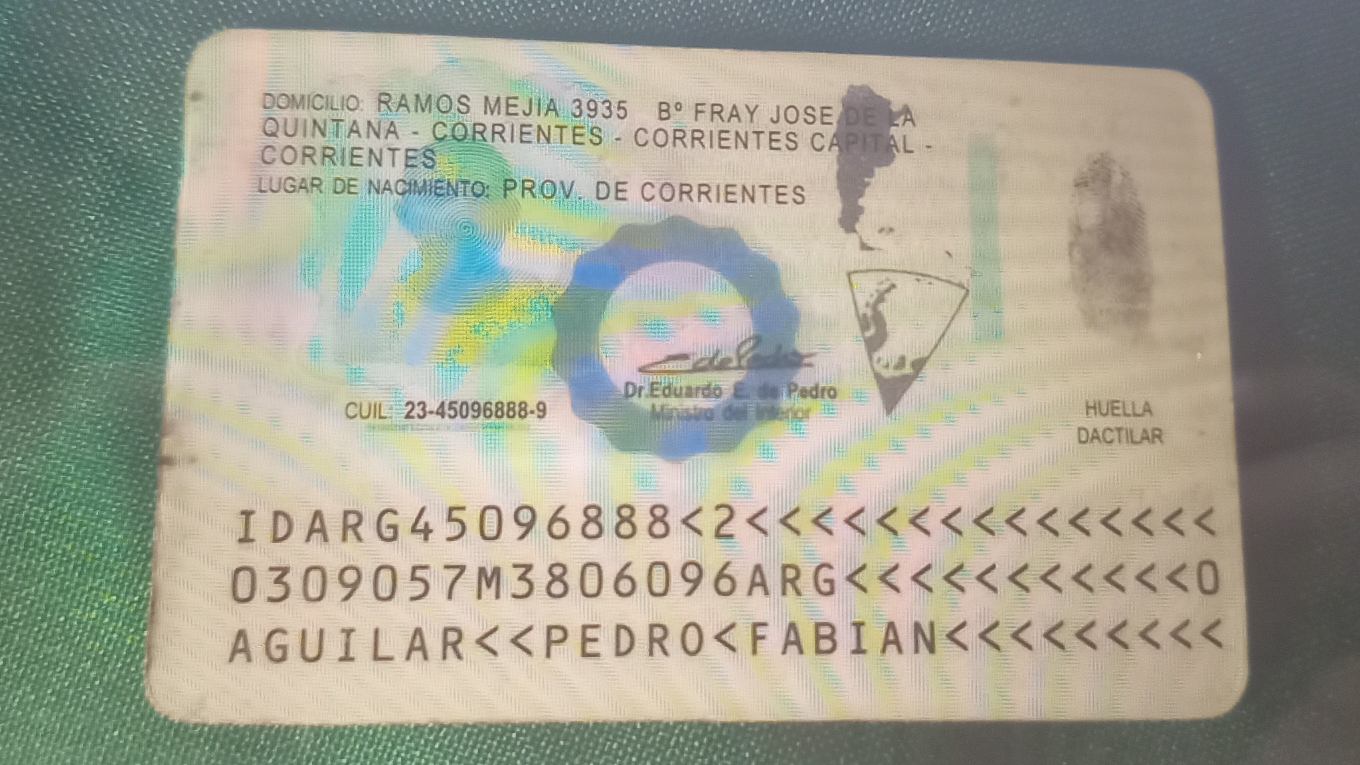 DOMICILIO: RAMOS MEJIA 3935 Bº FRAY JOSE DE LA
QUINTANA - CORRIENTES - CORRIENTES CAPITAL -
CORRIENTES
LUGAR DE NACIMIENTO: PROV. DE CORRIENTES
Dr.Eduardo E. de Pedro
Ministro del Interior
CUIL: 23-45096888-9
HUELLA
DACTILAR
IDARG45096888<2<<<<<<<<<<<<<<<
0309057M3806096ARG<<<<<<<<<<<0
AGUILAR<<PEDRO<FABIAN<<<<<<<<<